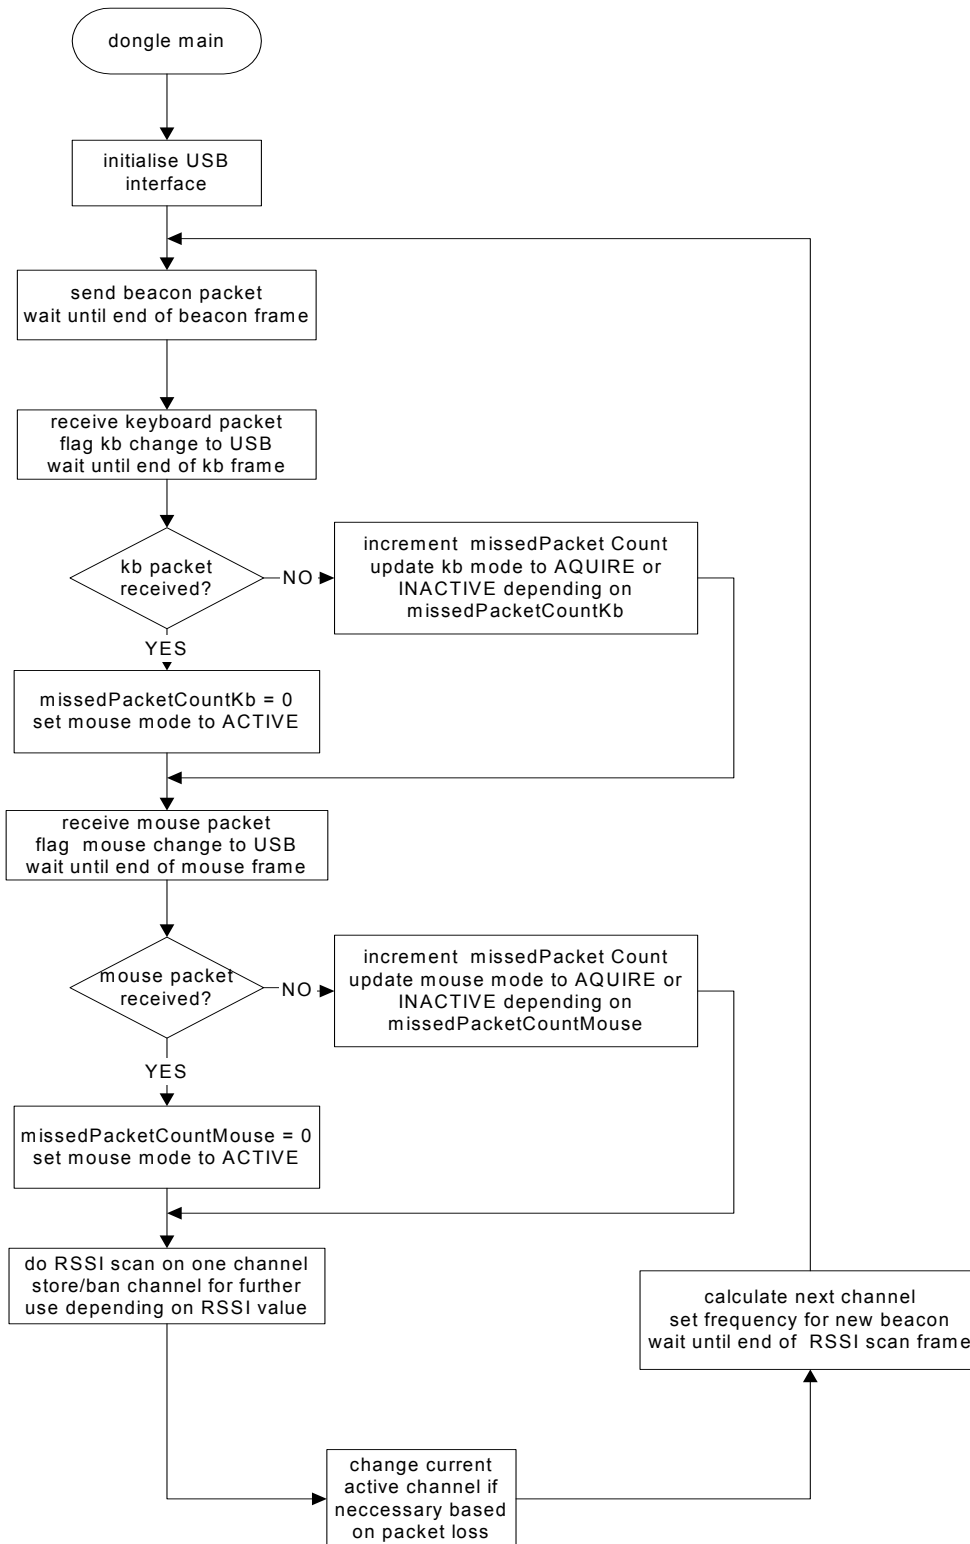 dongle main
initialise USB
interface
send beacon packet
wait until end of beacon frame
receive keyboard packet
flag kb change to USB
wait until end of kb frame
kb packet
received?
NO
increment missedPacket Count
update kb mode to AQUIRE or
INACTIVE depending on
missedPacketCountKb
YES
missedPacketCountKb = 0
set mouse mode to ACTIVE
receive mouse packet
flag mouse change to USB
wait until end of mouse frame
mouse packet
received?
NO
increment missedPacket Count
update mouse mode to AQUIRE or
INACTIVE depending on
missedPacketCountMouse
YES
missedPacketCountMouse = 0
set mouse mode to ACTIVE
do RSSI scan on one channel
store/ban channel for further
use depending on RSSI value
change current
active channel if
neccessary based
on packet loss
calculate next channel
set frequency for new beacon
wait until end of RSSI scan frame